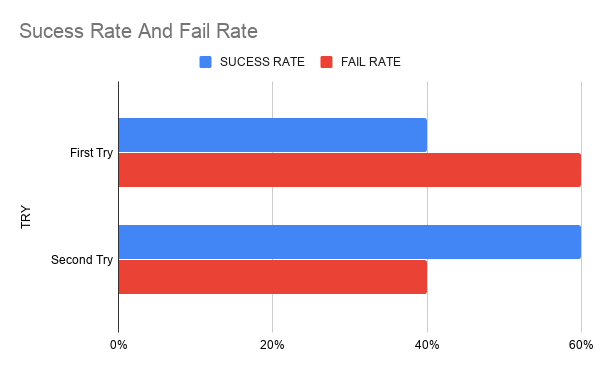 Sucess Rate And Fail Rate
SUCESS RATE FAIL RATE
First Try
TRY
Second Try
0% 20% 40% 60%